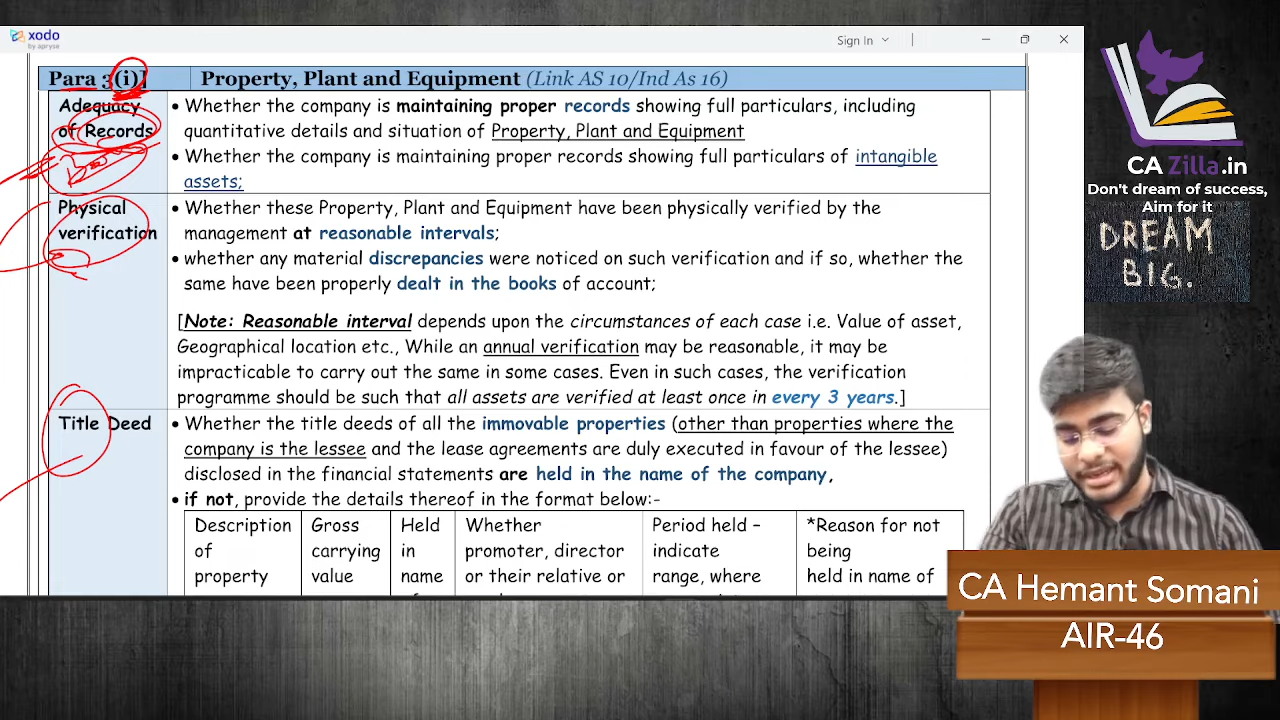 xodo
by apryse
Sign In
Para 3(i)]
Property, Plant and Equipment (Link AS 10/Ind As 16)
Adequacy
of Records
• Whether the company is maintaining proper records showing full particulars, including
quantitative details and situation of Property, Plant and Equipment
• Whether the company is maintaining proper records showing full particulars of intangible
assets;
Physical
verification
• Whether these Property, Plant and Equipment have been physically verified by the
management at reasonable intervals;
• whether any material discrepancies were noticed on such verification and if so, whether the
same have been properly dealt in the books of account;
[Note: Reasonable interval depends upon the circumstances of each case i.e. Value of asset,
Geographical location etc., While an annual verification may be reasonable, it may be
impracticable to carry out the same in some cases. Even in such cases, the verification
programme should be such that all assets are verified at least once in every 3 years.]
Title Deed
• Whether the title deeds of all the immovable properties (other than properties where the
company is the lessee and the lease agreements are duly executed in favour of the lessee)
disclosed in the financial statements are held in the name of the company,
• if not, provide the details thereof in the format below:-
Description
of
property
Gross
carrying
value
Held
in
name
Whether
promoter, director
or their relative or
Period held –
indicate
range, where
*Reason for not
being
held in name of
CA Zilla.in
Don't dream of success,
Aim for it
DREAM
BIG.
CA Hemant Somani
AIR-46